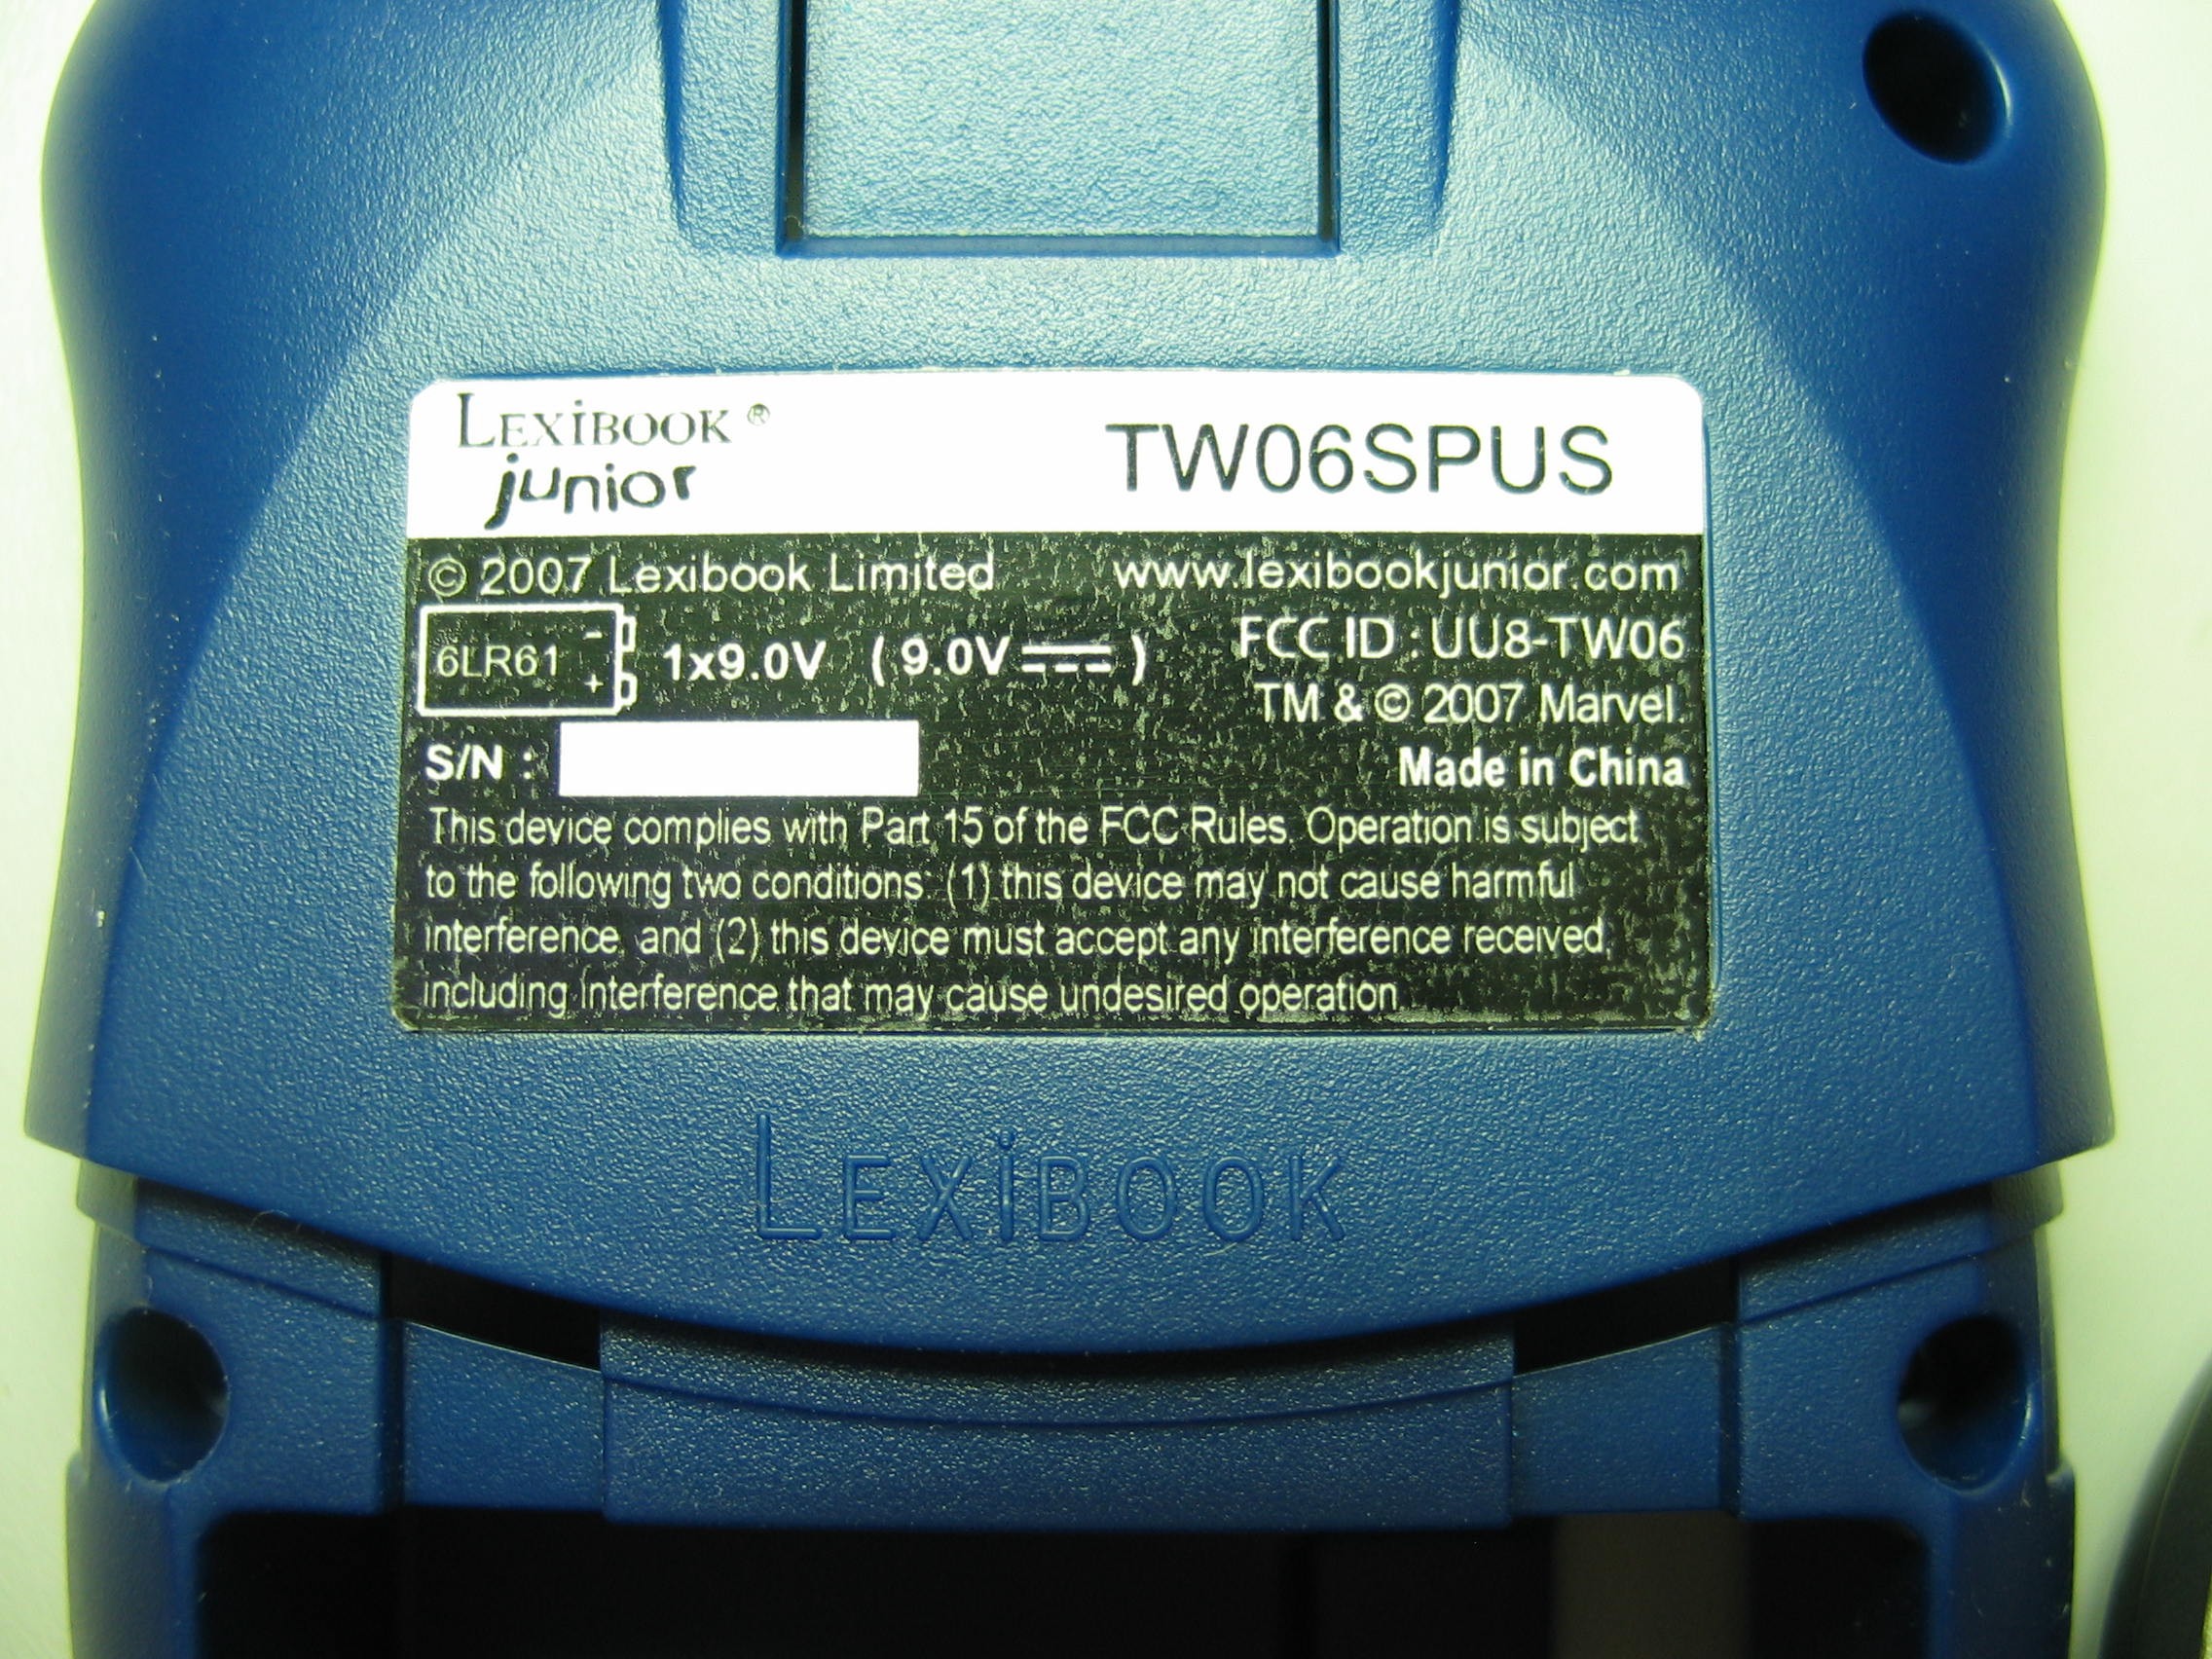 LEXiBOOK ®
junior
TW06SPUS
© 2007 Lexibook Limited www.lexibookjunior.com
6LR61 - + 1x9.0V ( 9.0V ⎓ ) FCC ID : UU8-TW06
TM & © 2007 Marvel.
S/N : Made in China
This device complies with Part 15 of the FCC Rules. Operation is subject
to the following two conditions: (1) this device may not cause harmful
interference, and (2) this device must accept any interference received,
including interference that may cause undesired operation.
LEXiBOOK